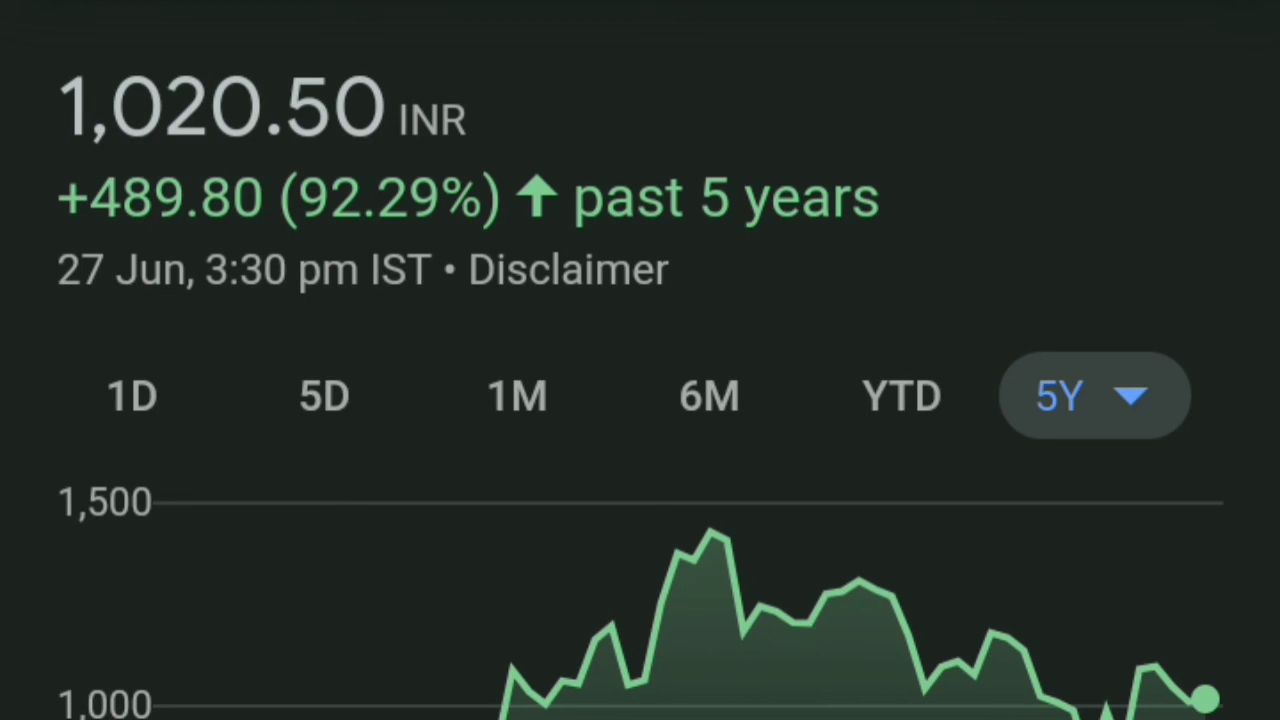 1,020.50 INR
+489.80 (92.29%) ↑ past 5 years
27 Jun, 3:30 pm IST • Disclaimer
1D 5D 1M 6M YTD 5Y
1,500
1,000